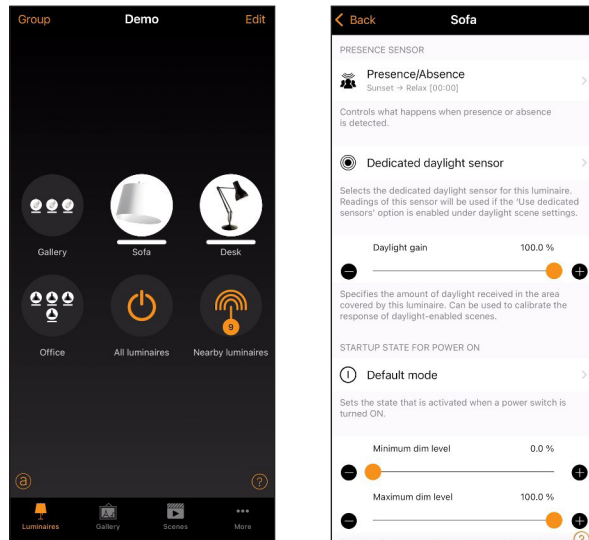 Group Demo Edit
Gallery Sofa Desk
9
Office All luminaires Nearby luminaires
a ?
Luminaires Gallery Scenes More
Back Sofa
PRESENCE SENSOR
Presence/Absence
Sunset → Relax [00:00]
Controls what happens when presence or absence
is detected.
Dedicated daylight sensor
Selects the dedicated daylight sensor for this luminaire.
Readings of this sensor will be used if the 'Use dedicated
sensors' option is enabled under daylight scene settings.
Daylight gain 100.0 %
Specifies the amount of daylight received in the area
covered by this luminaire. Can be used to calibrate the
response of daylight-enabled scenes.
STARTUP STATE FOR POWER ON
Default mode
Sets the state that is activated when a power switch is
turned ON.
Minimum dim level 0.0 %
Maximum dim level 100.0 %
?